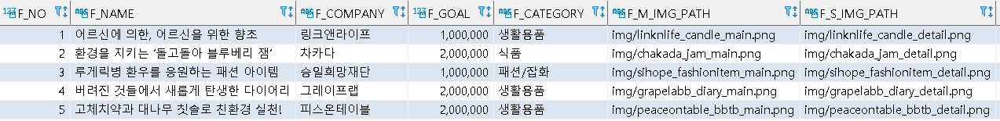 123 F_NO ABC F_NAME ABC F_COMPANY 123 F_GOAL ABC F_CATEGORY ABC F_M_IMG_PATH ABC F_S_IMG_PATH
1 어르신에 의한, 어르신을 위한 향초 링크앤라이프 1,000,000 생활용품 img/linknlife_candle_main.png img/linknlife_candle_detail.png
2 환경을 지키는 '돌고돌아 블루베리 잼' 차카다 2,000,000 식품 img/chakada_jam_main.png img/chakada_jam_detail.png
3 루게릭병 환우를 응원하는 패션 아이템 승일희망재단 1,000,000 패션/잡화 img/sihope_fashionitem_main.png img/sihope_fashionitem_detail.png
4 버려진 것들에서 새롭게 탄생한 다이어리 그레이프랩 2,000,000 생활용품 img/grapelabb_diary_main.png img/grapelabb_diary_detail.png
5 고체치약과 대나무 칫솔로 친환경 실천! 피스온테이블 2,000,000 생활용품 img/peaceontable_bbtb_main.png img/peaceontable_bbtb_detail.png